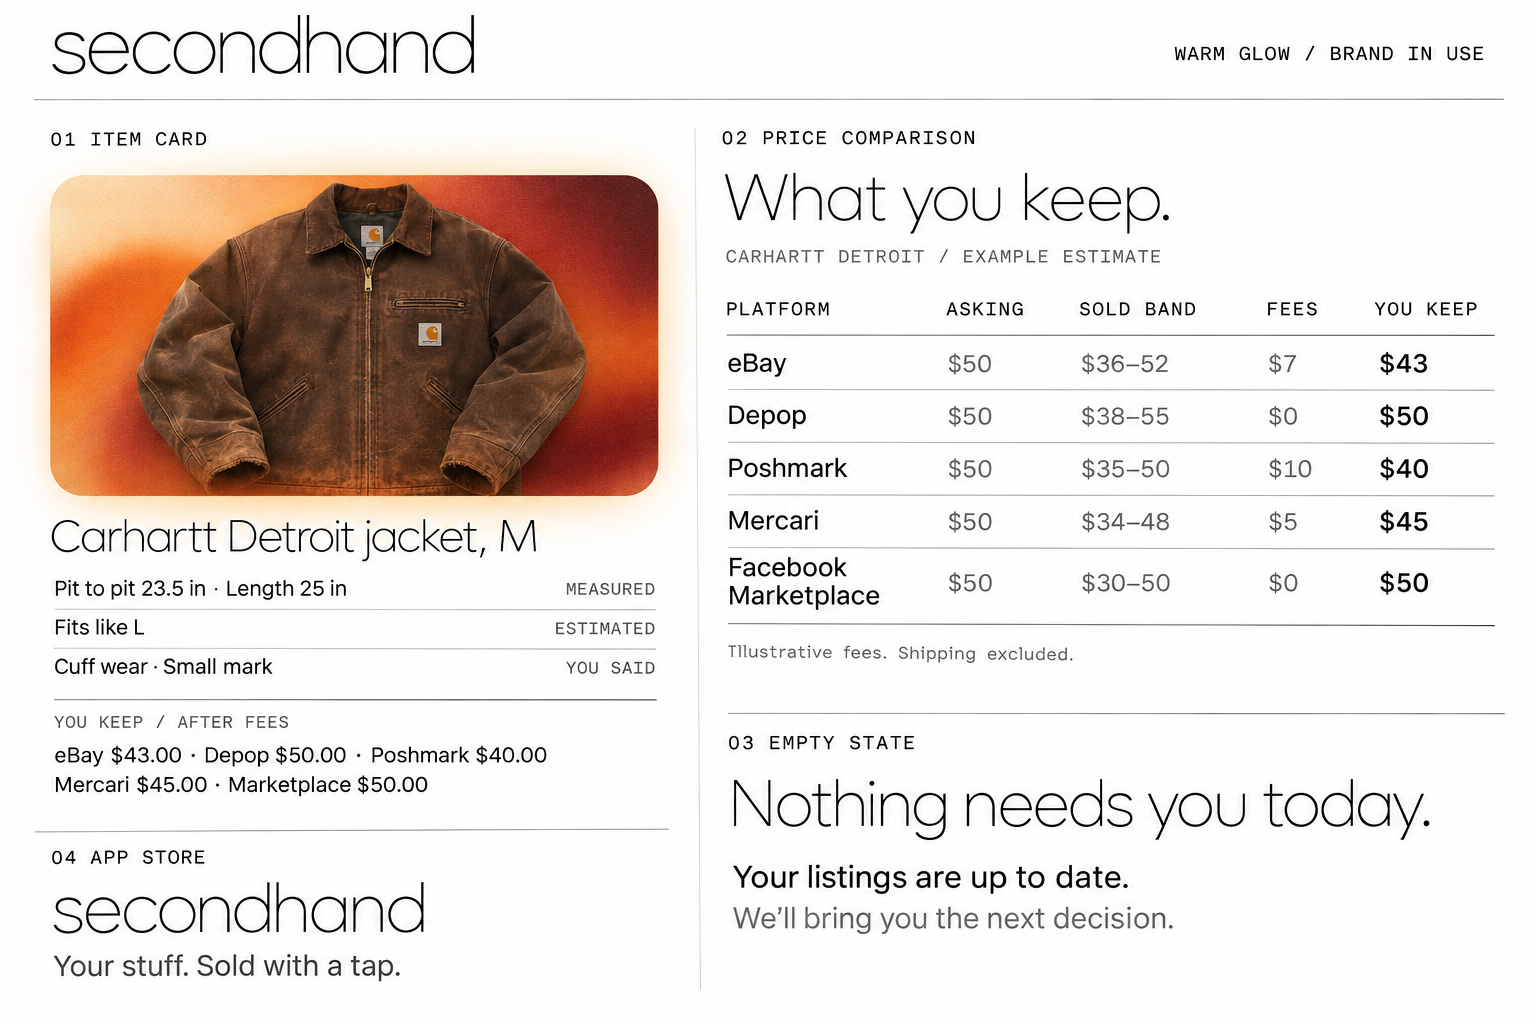 secondhand
WARM GLOW / BRAND IN USE
01 ITEM CARD
Carhartt Detroit jacket, M
Pit to pit 23.5 in · Length 25 in MEASURED
Fits like L ESTIMATED
Cuff wear · Small mark YOU SAID
YOU KEEP / AFTER FEES
eBay $43.00 · Depop $50.00 · Poshmark $40.00
Mercari $45.00 · Marketplace $50.00
04 APP STORE
secondhand
Your stuff. Sold with a tap.
02 PRICE COMPARISON
What you keep.
CARHARTT DETROIT / EXAMPLE ESTIMATE
PLATFORM ASKING SOLD BAND FEES YOU KEEP
eBay $50 $36–52 $7 $43
Depop $50 $38–55 $0 $50
Poshmark $50 $35–50 $10 $40
Mercari $50 $34–48 $5 $45
Facebook
Marketplace $50 $30–50 $0 $50
Illustrative fees. Shipping excluded.
03 EMPTY STATE
Nothing needs you today.
Your listings are up to date.
We’ll bring you the next decision.